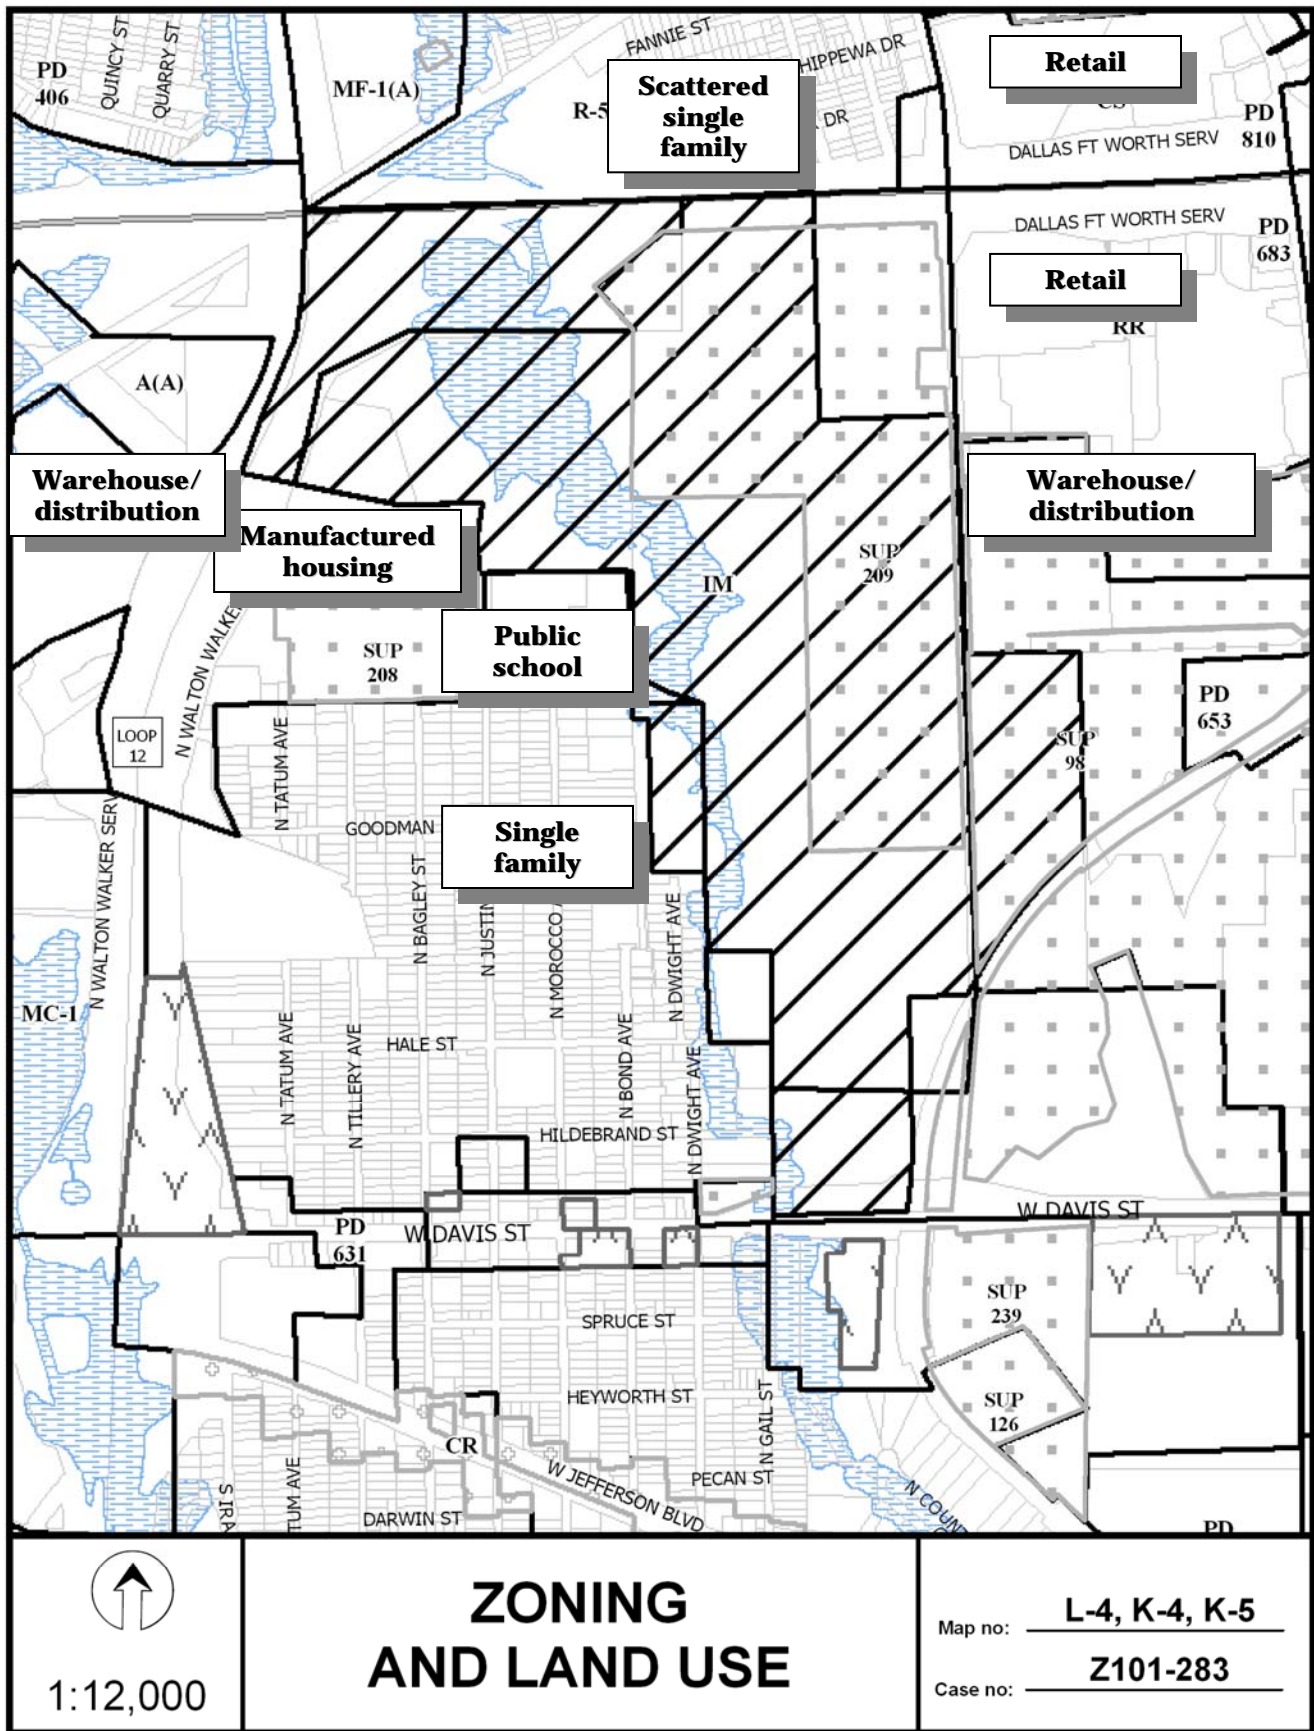 FANNIE ST
HIPPEWA DR
DR
QUINCY ST
QUARRY ST
PD
406
MF-1(A)
R-5
Scattered
single
family
Retail
PD
810
DALLAS FT WORTH SERV
DALLAS FT WORTH SERV
PD
683
Retail
RR
A(A)
Warehouse/
distribution
Manufactured
housing
Warehouse/
distribution
SUP
209
IM
Public
school
SUP
208
N WALTON WALKER
LOOP
12
PD
653
SUP
98
N TATUM AVE
GOODMAN
Single
family
N WALTON WALKER SERV
N BAGLEY ST
N JUSTIN
N MOROCCO
N DWIGHT AVE
MC-1
HALE ST
N TATUM AVE
N TILLERY AVE
N BOND AVE
N DWIGHT AVE
HILDEBRAND ST
PD
631
W DAVIS ST
W DAVIS ST
SPRUCE ST
SUP
239
HEYWORTH ST
N GAIL ST
SUP
126
CR
W JEFFERSON BLVD
PECAN ST
S IRA
TUM AVE
DARWIN ST
N COUNT
PD
1:12,000
ZONING
AND LAND USE
Map no: L-4, K-4, K-5
Case no: Z101-283